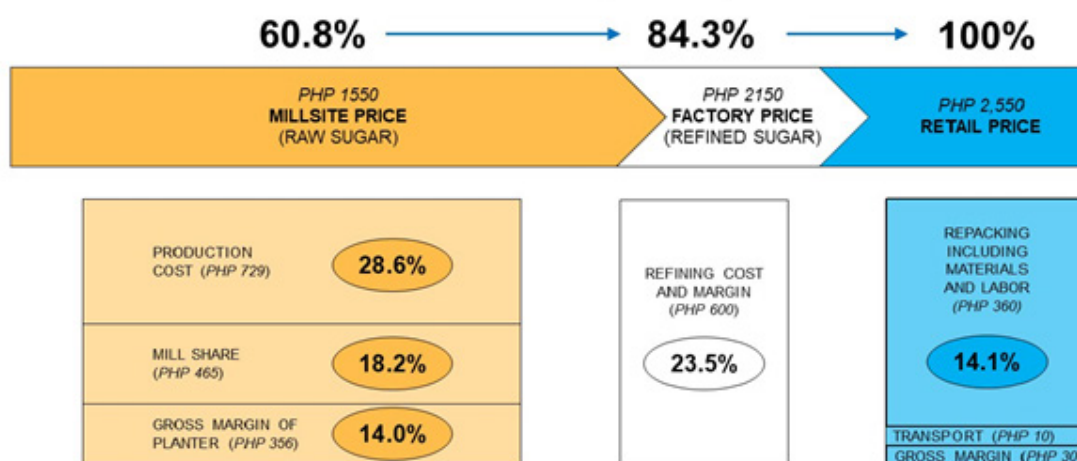 60.8% 84.3% 100%
PHP 1550
MILLSITE PRICE
(RAW SUGAR)
PHP 2150
FACTORY PRICE
(REFINED SUGAR)
PHP 2,550
RETAIL PRICE
PRODUCTION
COST (PHP 729)
28.6%
MILL SHARE
(PHP 465)
18.2%
GROSS MARGIN OF
PLANTER (PHP 356)
14.0%
REFINING COST
AND MARGIN
(PHP 600)
23.5%
REPACKING
INCLUDING
MATERIALS
AND LABOR
(PHP 360)
14.1%
TRANSPORT (PHP 10)
GROSS MARGIN (PHP 30